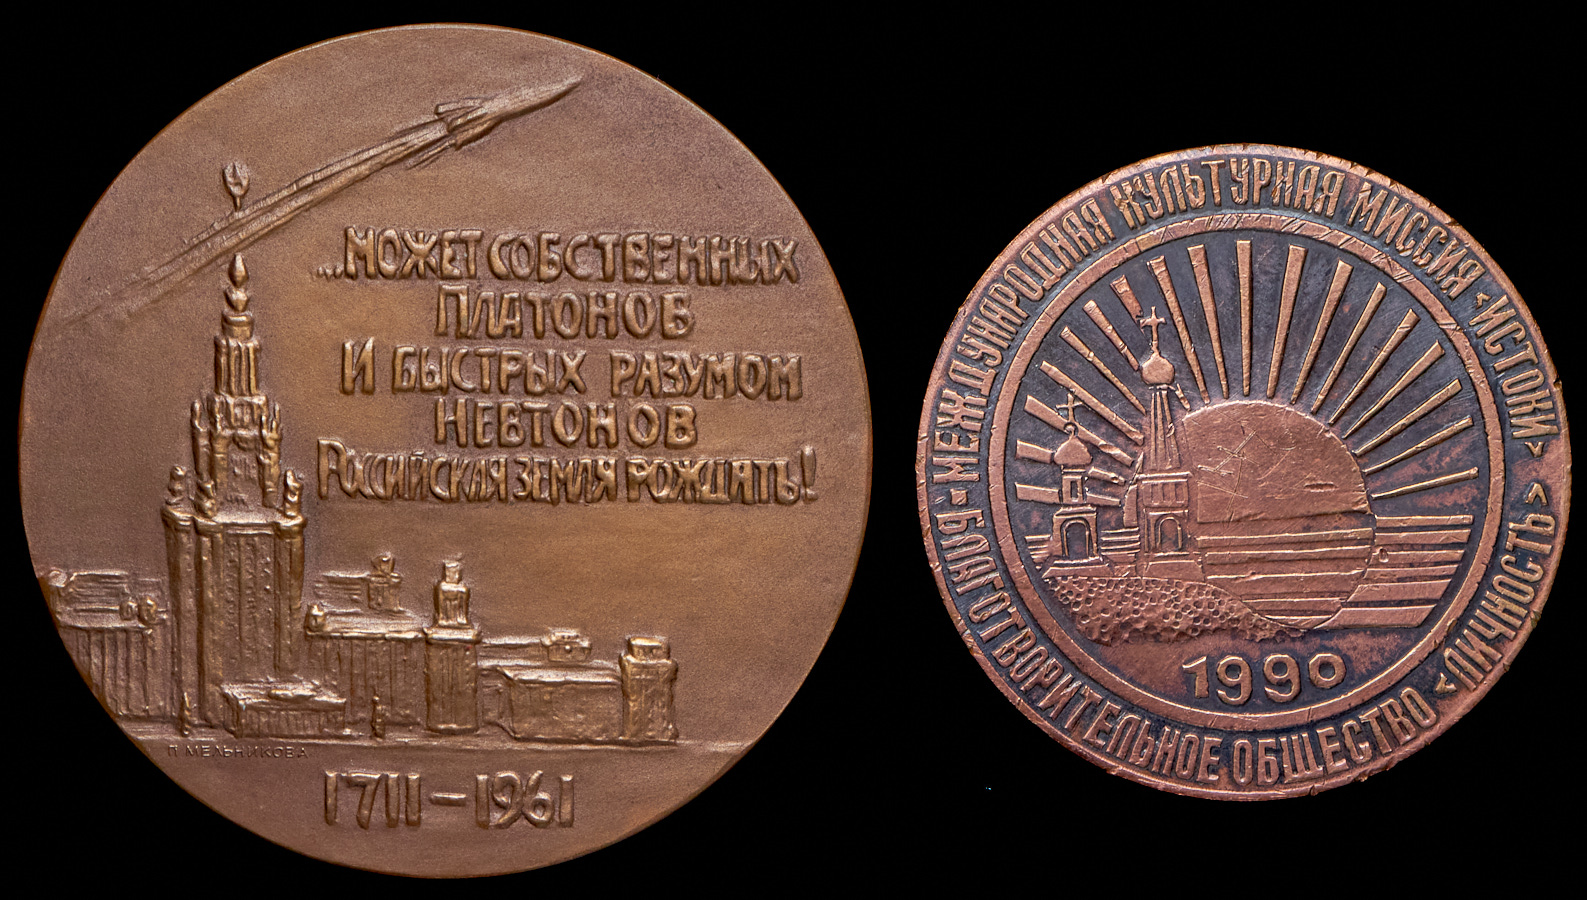 ...МОЖЕТ СОБСТВЕННЫХ
ПЛАТОНОВ
И БЫСТРЫХ РАЗУМОМ
НЕВТОНОВ
РОССИЙСКАЯ ЗЕМЛЯ РОЖДАТЬ!
П МЕЛЬНИКОВА
1711-1961
МЕЖДУНАРОДНАЯ КУЛЬТУРНАЯ МИССИЯ "ИСТОКИ"
БЛАГОТВОРИТЕЛЬНОЕ ОБЩЕСТВО "ЛИЧНОСТЬ"
1990